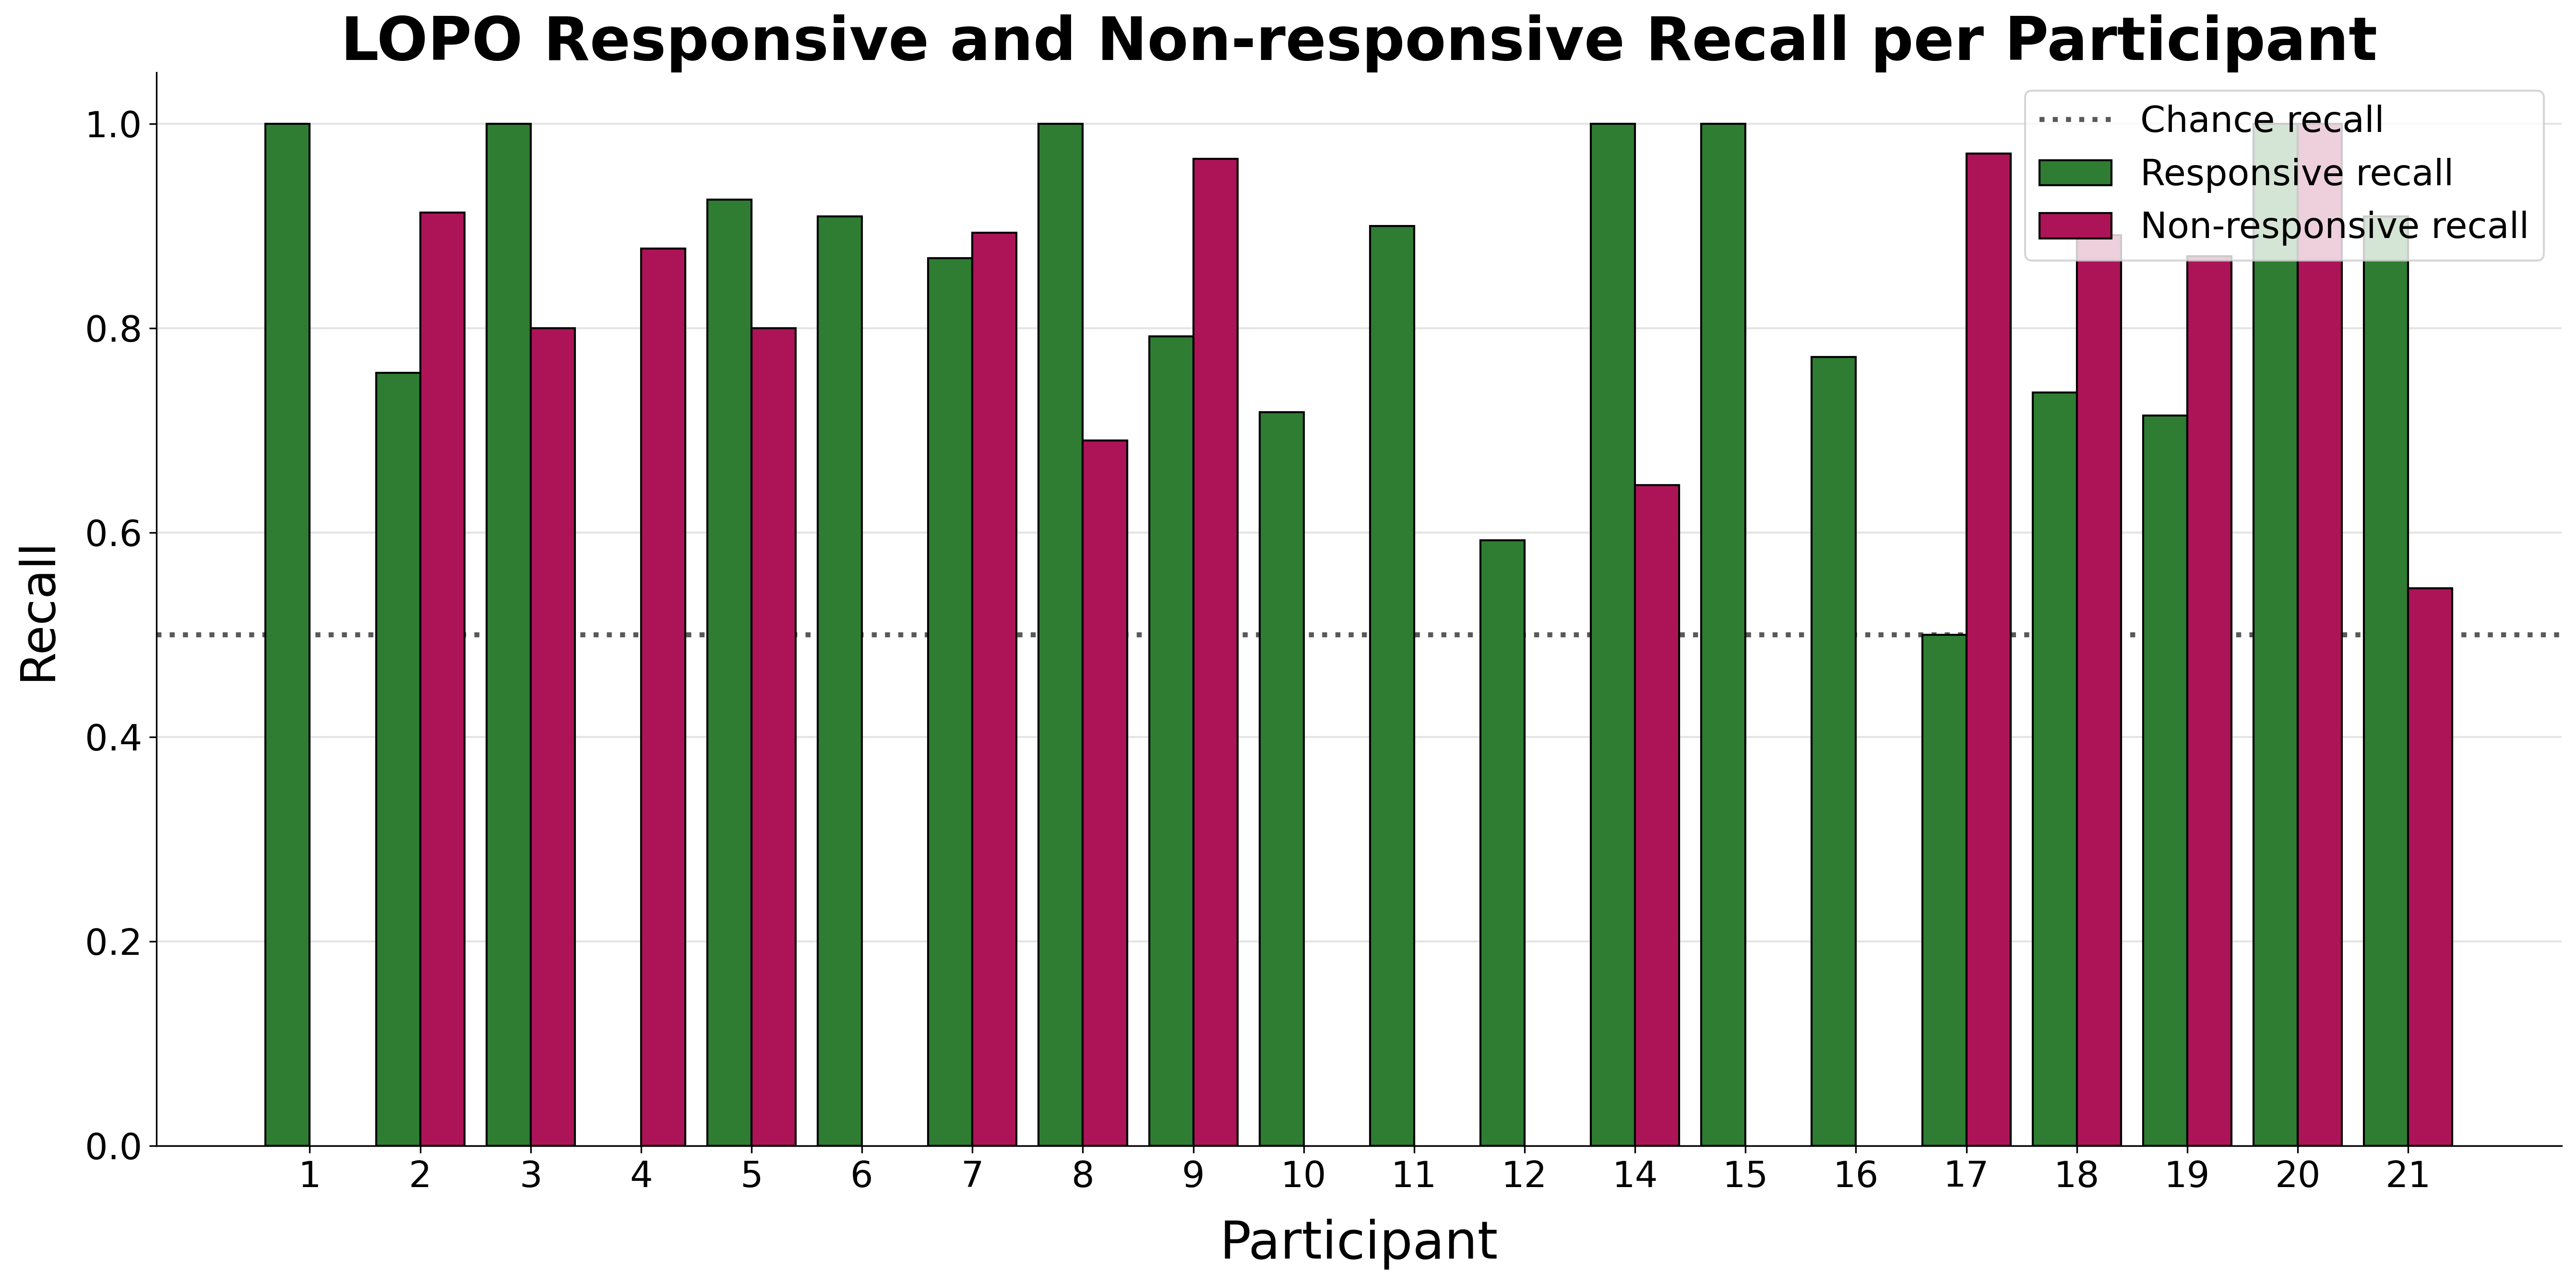 LOPO Responsive and Non-responsive Recall per Participant
Chance recall
Responsive recall
Non-responsive recall
1.0
0.8
0.6
0.4
0.2
0.0
Recall
1 2 3 4 5 6 7 8 9 10 11 12 14 15 16 17 18 19 20 21
Participant